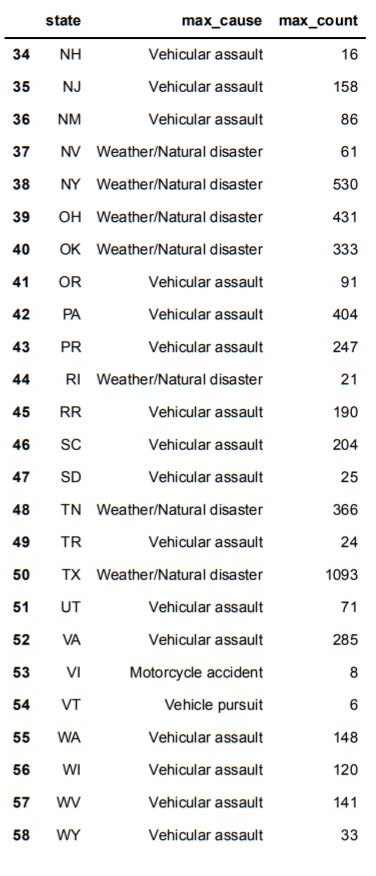 state max_cause max_count
34 NH Vehicular assault 16
35 NJ Vehicular assault 158
36 NM Vehicular assault 86
37 NV Weather/Natural disaster 61
38 NY Weather/Natural disaster 530
39 OH Weather/Natural disaster 431
40 OK Weather/Natural disaster 333
41 OR Vehicular assault 91
42 PA Vehicular assault 404
43 PR Vehicular assault 247
44 RI Weather/Natural disaster 21
45 RR Vehicular assault 190
46 SC Vehicular assault 204
47 SD Vehicular assault 25
48 TN Weather/Natural disaster 366
49 TR Vehicular assault 24
50 TX Weather/Natural disaster 1093
51 UT Vehicular assault 71
52 VA Vehicular assault 285
53 VI Motorcycle accident 8
54 VT Vehicle pursuit 6
55 WA Vehicular assault 148
56 WI Vehicular assault 120
57 WV Vehicular assault 141
58 WY Vehicular assault 33